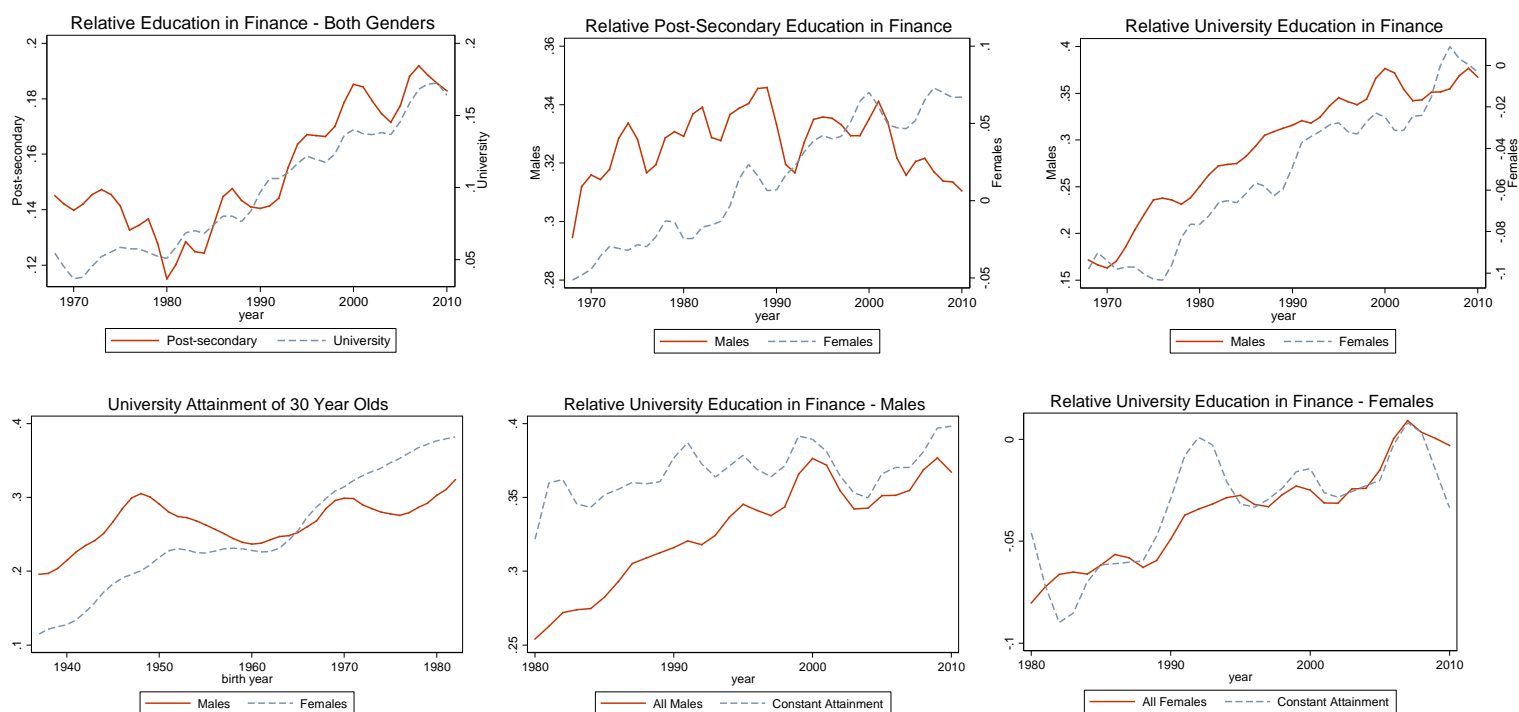 Relative Education in Finance - Both Genders
.2
.18
.16
.14
.12
Post-secondary
.2
.15
.1
.05
University
1970
1980
1990
2000
2010
year
Post-secondary
University
Relative Post-Secondary Education in Finance
.36
.34
.32
.3
.28
Males
.1
.05
0
-.05
Females
1970
1980
1990
2000
2010
year
Males
Females
Relative University Education in Finance
.4
.35
.3
.25
.2
.15
Males
0
-.02
-.04
-.06
-.08
-.1
Females
1970
1980
1990
2000
2010
year
Males
Females
University Attainment of 30 Year Olds
.4
.3
.2
.1
1940
1950
1960
1970
1980
birth year
Males
Females
Relative University Education in Finance - Males
.4
.35
.3
.25
1980
1990
2000
2010
year
All Males
Constant Attainment
Relative University Education in Finance - Females
0
-.05
-.1
1980
1990
2000
2010
year
All Females
Constant Attainment